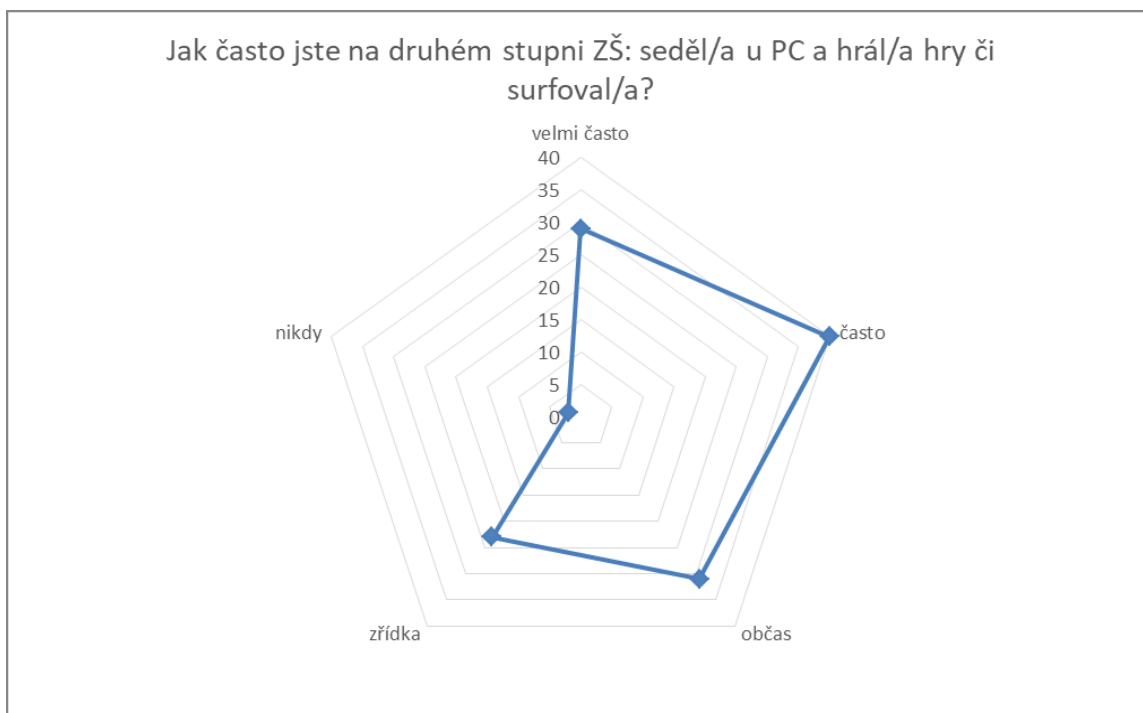 Jak často jste na druhém stupni ZŠ: seděl/a u PC a hrál/a hry či
surfoval/a?
velmi často
40
35
30
25
20
15
10
5
0
často
občas
zřídka
nikdy